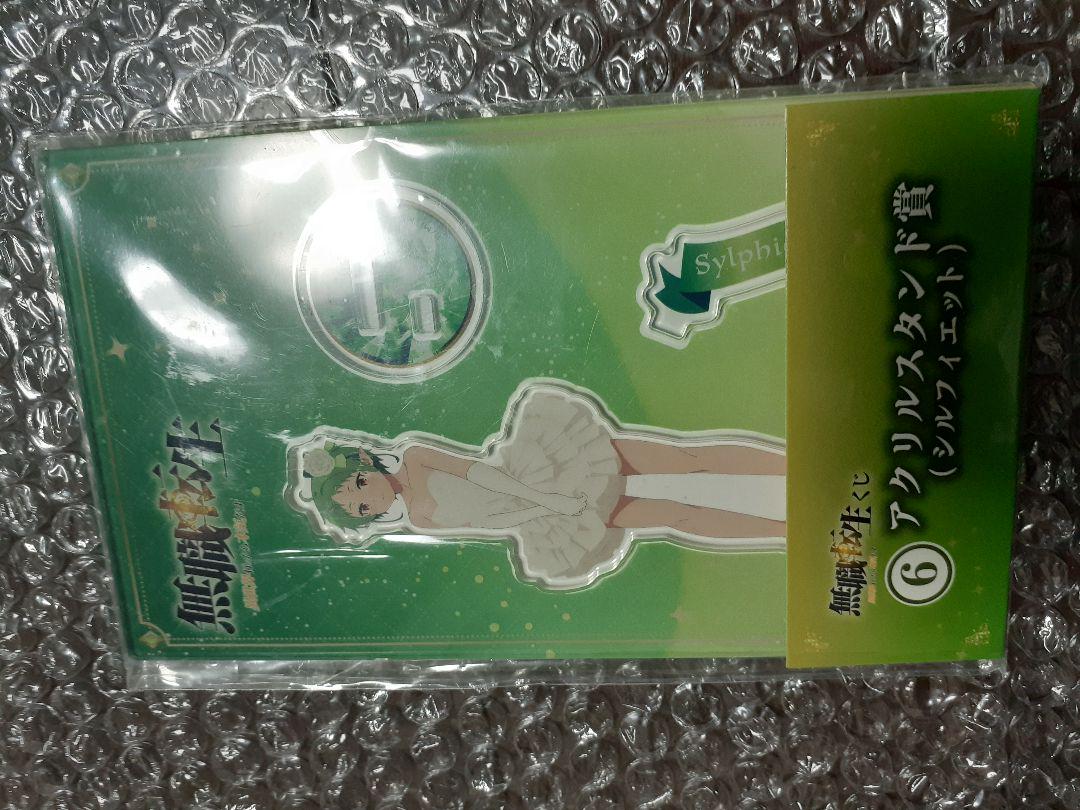 無職転生
Sylphi
無職転生くじ
⑥ アクリルスタンド賞
(シルフィエット)